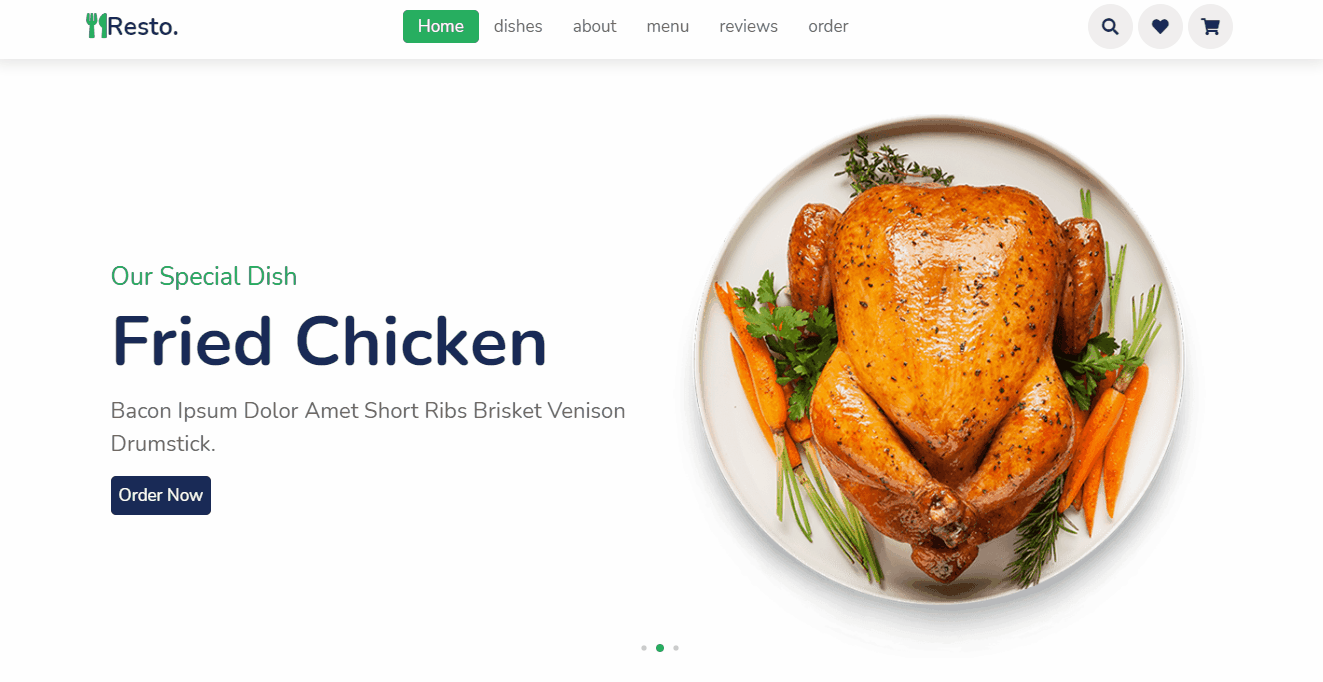 Resto.
Home dishes about menu reviews order
Our Special Dish
Fried Chicken
Bacon Ipsum Dolor Amet Short Ribs Brisket Venison
Drumstick.
Order Now